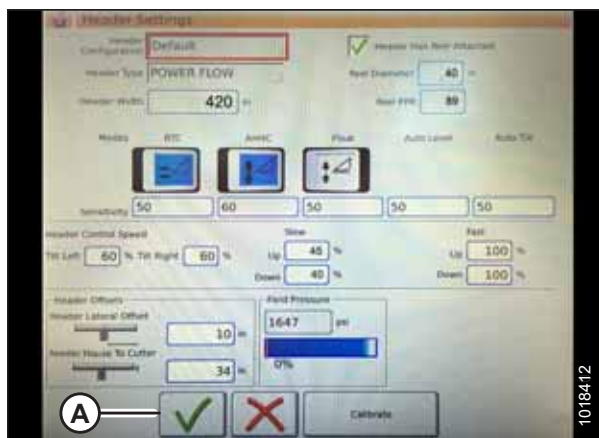 Header Settings
Header Configuration Default
Header Has Reel Attached
Header Type POWER FLOW
Reel Diameter 40 in
Header Width 420 in
Reel PPR 89
Modes RTC AHHC Float Auto Level Auto Tilt
Sensitivity 50 60 50 50 50
Header Control Speed
Slow
Fast
Tilt Left 60 % Tilt Right 60 %
Up 45 %
Up 100 %
Down 40 %
Down 100 %
Header Offsets
Field Pressure
Header Lateral Offset
10 in
1647 psi
Feeder House To Cutter
34 in
0%
A
Calibrate
1018412